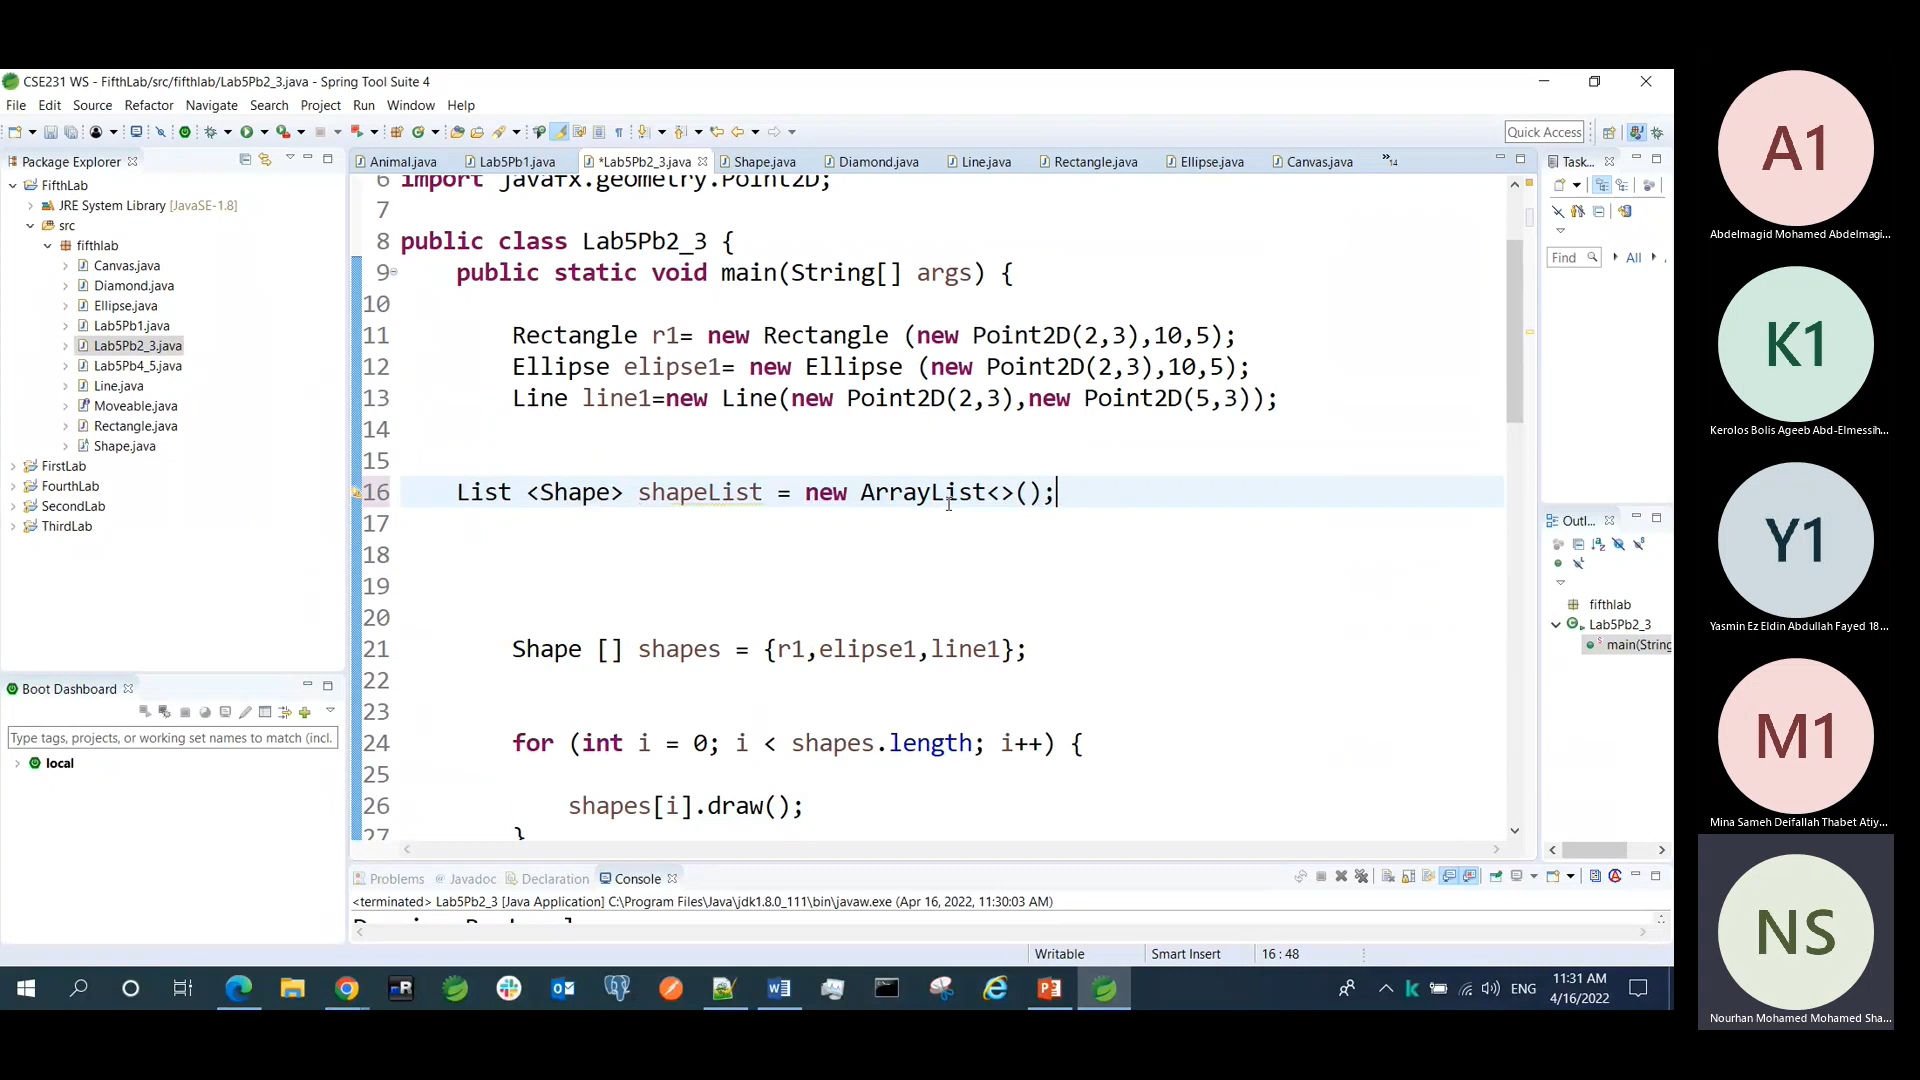 CSE231 WS - FifthLab/src/fifthlab/Lab5Pb2_3.java - Spring Tool Suite 4
File Edit Source Refactor Navigate Search Project Run Window Help
Quick Access
Package Explorer
FifthLab
JRE System Library [JavaSE-1.8]
src
fifthlab
Canvas.java
Diamond.java
Ellipse.java
Lab5Pb1.java
Lab5Pb2_3.java
Lab5Pb4_5.java
Line.java
Moveable.java
Rectangle.java
Shape.java
FirstLab
FourthLab
SecondLab
ThirdLab
Boot Dashboard
Type tags, projects, or working set names to match (incl.
local
Animal.java Lab5Pb1.java *Lab5Pb2_3.java Shape.java Diamond.java Line.java Rectangle.java Ellipse.java Canvas.java »14
6 import javafx.geometry.Point2D;
7
8 public class Lab5Pb2_3 {
9 public static void main(String[] args) {
10
11 Rectangle r1= new Rectangle (new Point2D(2,3),10,5);
12 Ellipse elipse1= new Ellipse (new Point2D(2,3),10,5);
13 Line line1=new Line(new Point2D(2,3),new Point2D(5,3));
14
15
16 List <Shape> shapeList = new ArrayList<>();
17
18
19
20
21 Shape [] shapes = {r1,elipse1,line1};
22
23
24 for (int i = 0; i < shapes.length; i++) {
25
26 shapes[i].draw();
27 }
Problems Javadoc Declaration Console
<terminated> Lab5Pb2_3 [Java Application] C:\Program Files\Java\jdk1.8.0_111\bin\javaw.exe (Apr 16, 2022, 11:30:03 AM)
Task...
Find All
Outl...
fifthlab
Lab5Pb2_3
main(String
Writable Smart Insert 16 : 48
ENG
11:31 AM
4/16/2022
A1
Abdelmagid Mohamed Abdelmagi...
K1
Kerolos Bolis Ageeb Abd-Elmessih...
Y1
Yasmin Ez Eldin Abdullah Fayed 18...
M1
Mina Sameh Deifallah Thabet Atiy...
NS
Nourhan Mohamed Mohamed Sha...